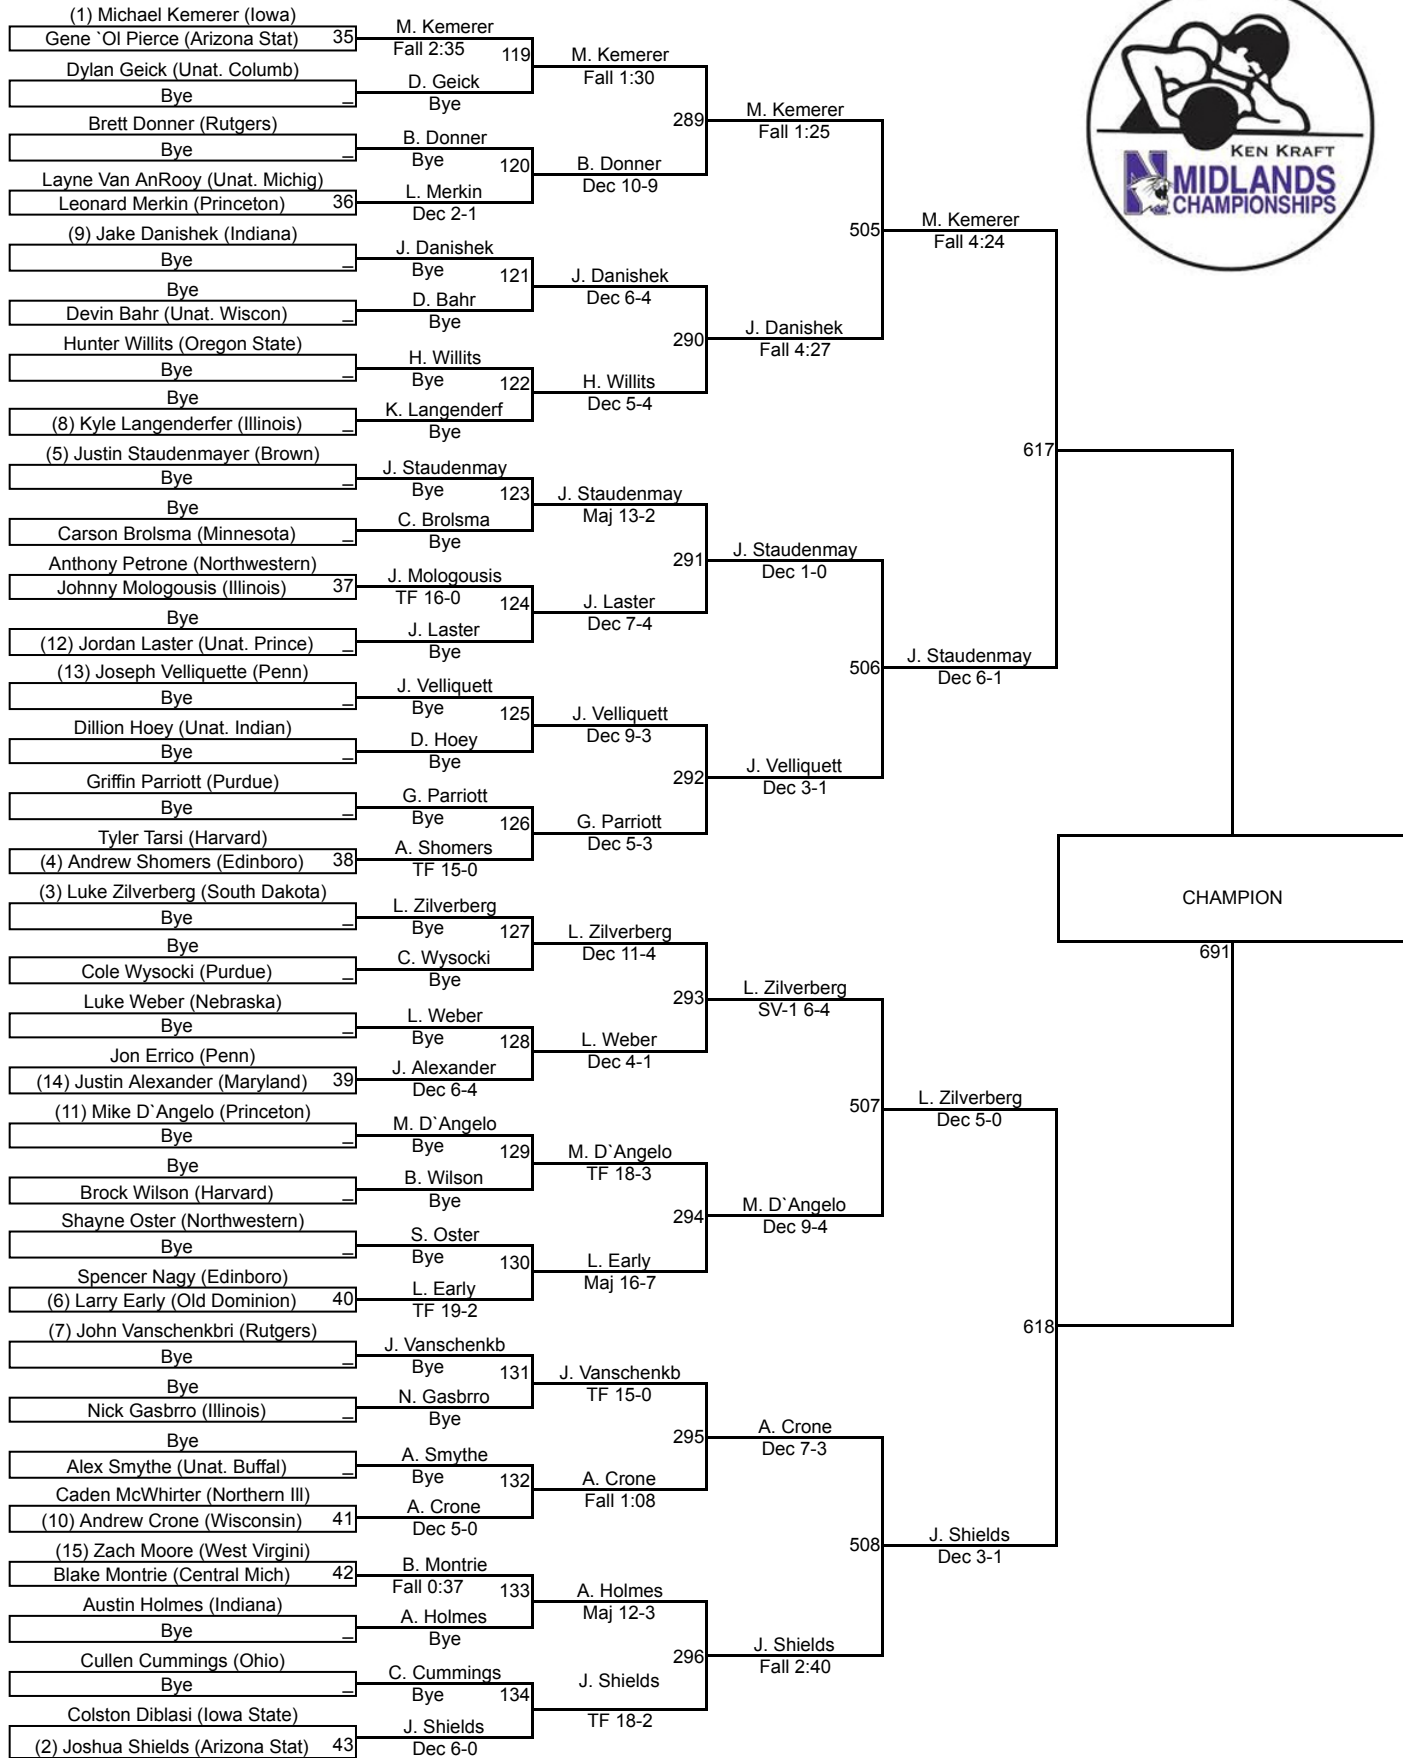 (1) Michael Kemerer (Iowa)
Gene `Ol Pierce (Arizona Stat) 35
Dylan Geick (Unat. Columb)
Bye _
Brett Donner (Rutgers)
Bye _
Layne Van AnRooy (Unat. Michig)
Leonard Merkin (Princeton) 36
(9) Jake Danishek (Indiana)
Bye _
Bye
Devin Bahr (Unat. Wiscon) _
Hunter Willits (Oregon State)
Bye _
Bye
(8) Kyle Langenderfer (Illinois) _
(5) Justin Staudenmayer (Brown)
Bye _
Bye
Carson Brolsma (Minnesota) _
Anthony Petrone (Northwestern)
Johnny Mologousis (Illinois) 37
Bye
(12) Jordan Laster (Unat. Prince) _
(13) Joseph Velliquette (Penn)
Bye _
Dillion Hoey (Unat. Indian)
Bye _
Griffin Parriott (Purdue)
Bye _
Tyler Tarsi (Harvard)
(4) Andrew Shomers (Edinboro) 38
(3) Luke Zilverberg (South Dakota)
Bye _
Bye
Cole Wysocki (Purdue) _
Luke Weber (Nebraska)
Bye _
Jon Errico (Penn)
(14) Justin Alexander (Maryland) 39
(11) Mike D`Angelo (Princeton)
Bye _
Bye
Brock Wilson (Harvard) _
Shayne Oster (Northwestern)
Bye _
Spencer Nagy (Edinboro)
(6) Larry Early (Old Dominion) 40
(7) John Vanschenkbri (Rutgers)
Bye _
Bye
Nick Gasbrro (Illinois) _
Bye
Alex Smythe (Unat. Buffal) _
Caden McWhirter (Northern Ill)
(10) Andrew Crone (Wisconsin) 41
(15) Zach Moore (West Virgini)
Blake Montrie (Central Mich) 42
Austin Holmes (Indiana)
Bye _
Cullen Cummings (Ohio)
Bye _
Colston Diblasi (Iowa State)
(2) Joshua Shields (Arizona Stat) 43
M. Kemerer
Fall 2:35
119
D. Geick
Bye
B. Donner
Bye
120
L. Merkin
Dec 2-1
J. Danishek
Bye
121
D. Bahr
Bye
H. Willits
Bye
122
K. Langenderf
Bye
J. Staudenmay
Bye
123
C. Brolsma
Bye
J. Mologousis
TF 16-0
124
J. Laster
Bye
J. Velliquett
Bye
125
D. Hoey
Bye
G. Parriott
Bye
126
A. Shomers
TF 15-0
L. Zilverberg
Bye
127
C. Wysocki
Bye
L. Weber
Bye
128
J. Alexander
Dec 6-4
M. D`Angelo
Bye
129
B. Wilson
Bye
S. Oster
Bye
130
L. Early
TF 19-2
J. Vanschenkb
Bye
131
N. Gasbrro
Bye
A. Smythe
Bye
132
A. Crone
Dec 5-0
B. Montrie
Fall 0:37
133
A. Holmes
Bye
C. Cummings
Bye
134
J. Shields
Dec 6-0
M. Kemerer
Fall 1:30
289
B. Donner
Dec 10-9
J. Danishek
Dec 6-4
290
H. Willits
Dec 5-4
J. Staudenmay
Maj 13-2
291
J. Laster
Dec 7-4
J. Velliquett
Dec 9-3
292
G. Parriott
Dec 5-3
L. Zilverberg
Dec 11-4
293
L. Weber
Dec 4-1
M. D`Angelo
TF 18-3
294
L. Early
Maj 16-7
J. Vanschenkb
TF 15-0
295
A. Crone
Fall 1:08
A. Holmes
Maj 12-3
296
J. Shields
TF 18-2
M. Kemerer
Fall 1:25
505
J. Danishek
Fall 4:27
J. Staudenmay
Dec 1-0
506
J. Velliquett
Dec 3-1
L. Zilverberg
SV-1 6-4
507
M. D`Angelo
Dec 9-4
A. Crone
Dec 7-3
508
J. Shields
Fall 2:40
M. Kemerer
Fall 4:24
617
J. Staudenmay
Dec 6-1
L. Zilverberg
Dec 5-0
618
J. Shields
Dec 3-1
CHAMPION
691
KEN KRAFT
N MIDLANDS
CHAMPIONSHIPS